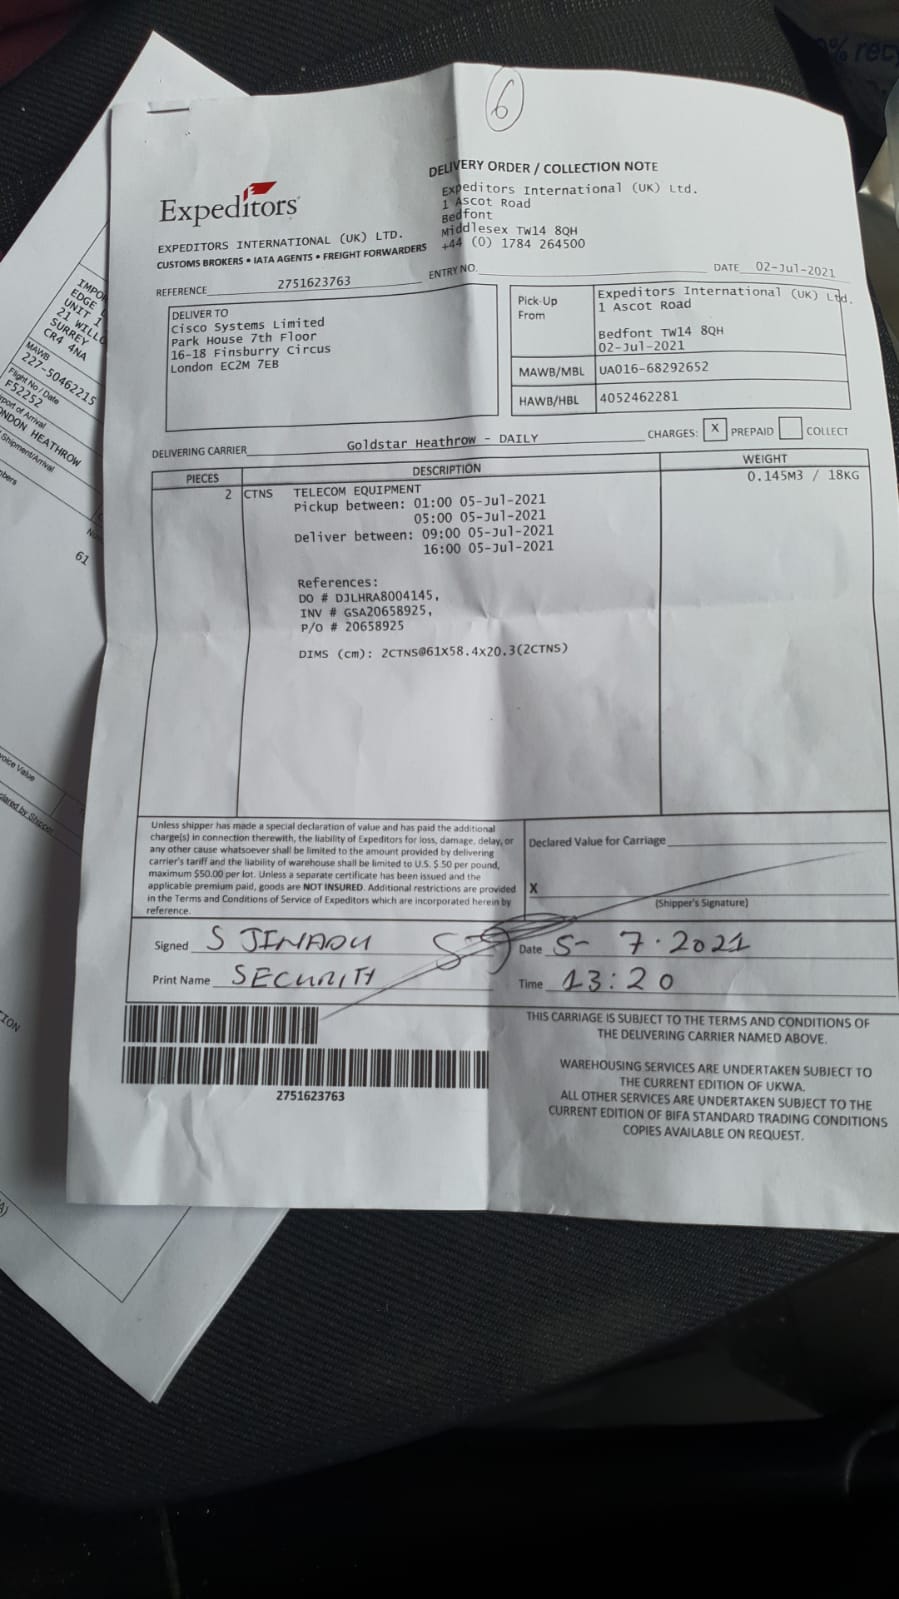 6
% recy
DELIVERY ORDER / COLLECTION NOTE
Expeditors
Expeditors International (UK) Ltd.
1 Ascot Road
Bedfont
Middlesex TW14 8QH
+44 (0) 1784 264500
EXPEDITORS INTERNATIONAL (UK) LTD.
CUSTOMS BROKERS • IATA AGENTS • FREIGHT FORWARDERS
REFERENCE 2751623763
ENTRY NO.
DATE 02-Jul-2021
DELIVER TO
Cisco Systems Limited
Park House 7th Floor
16-18 Finsburry Circus
London EC2M 7EB
Pick-Up From
Expeditors International (UK) Ltd.
1 Ascot Road
Bedfont TW14 8QH
02-Jul-2021
MAWB/MBL UA016-68292652
HAWB/HBL 4052462281
DELIVERING CARRIER Goldstar Heathrow - DAILY
CHARGES: X PREPAID COLLECT
PIECES DESCRIPTION WEIGHT
2 CTNS TELECOM EQUIPMENT 0.145M3 / 18KG
Pickup between: 01:00 05-Jul-2021
05:00 05-Jul-2021
Deliver between: 09:00 05-Jul-2021
16:00 05-Jul-2021
References:
DO # DJLHRA8004145,
INV # GSA20658925,
P/O # 20658925
DIMS (cm): 2CTNS@61X58.4x20.3(2CTNS)
Unless shipper has made a special declaration of value and has paid the additional
charge(s) in connection therewith, the liability of Expeditors for loss, damage, delay, or
any other cause whatsoever shall be limited to the amount provided by delivering
carrier's tariff and the liability of warehouse shall be limited to U.S. $.50 per pound,
maximum $50.00 per lot. Unless a separate certificate has been issued and the
applicable premium paid, goods are NOT INSURED. Additional restrictions are provided
in the Terms and Conditions of Service of Expeditors which are incorporated herein by
reference.
Declared Value for Carriage
X
(Shipper's Signature)
Signed S JINADU
Date 5-7.2021
Print Name SECURITY
Time 13:20
2751623763
THIS CARRIAGE IS SUBJECT TO THE TERMS AND CONDITIONS OF
THE DELIVERING CARRIER NAMED ABOVE.
WAREHOUSING SERVICES ARE UNDERTAKEN SUBJECT TO
THE CURRENT EDITION OF UKWA.
ALL OTHER SERVICES ARE UNDERTAKEN SUBJECT TO THE
CURRENT EDITION OF BIFA STANDARD TRADING CONDITIONS
COPIES AVAILABLE ON REQUEST.
IMPO
EDGE
UNIT 1
21 WILLO
SURREY
CR4 4NA
MAWB
227-50462215
Flight No / Date
F52252
port of Arrival
ONDON HEATHROW
Shipment/Arrival
mbers
61
voice Value
clared by Shipper
ION